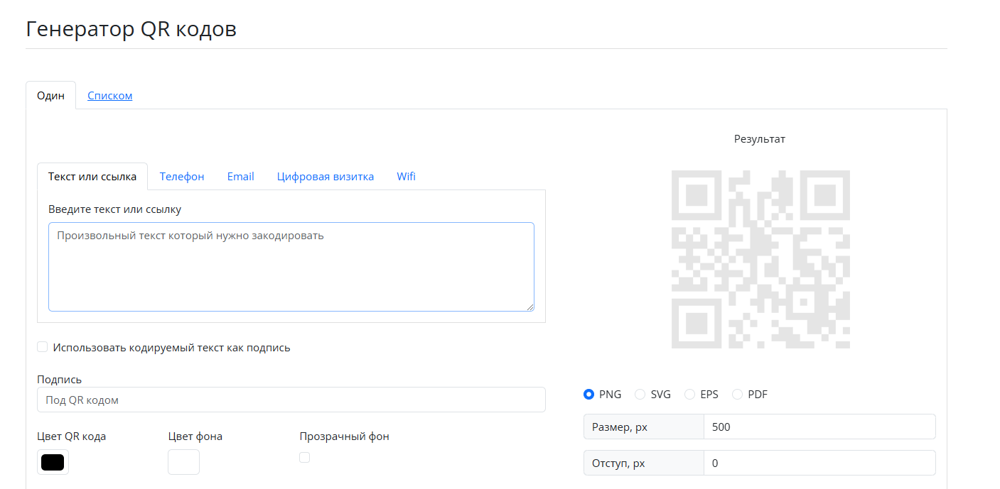 Генератор QR кодов
Один
Списком
Результат
Текст или ссылка
Телефон
Email
Цифровая визитка
Wifi
Введите текст или ссылку
Произвольный текст который нужно закодировать
Использовать кодируемый текст как подпись
Подпись
Под QR кодом
PNG
SVG
EPS
PDF
Размер, px
500
Цвет QR кода
Цвет фона
Прозрачный фон
Отступ, px
0